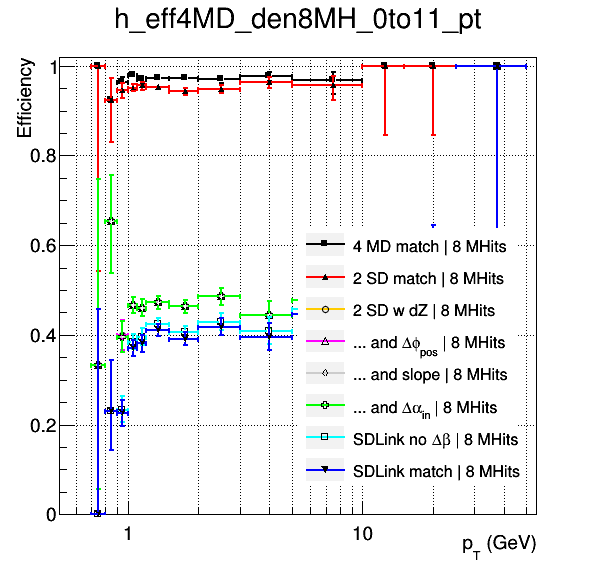 h_eff4MD_den8MH_0to11_pt
Efficiency
1
0.8
0.6
0.4
0.2
0
4 MD match | 8 MHits
2 SD match | 8 MHits
2 SD w dZ | 8 MHits
... and Δϕpos | 8 MHits
... and slope | 8 MHits
... and Δαin | 8 MHits
SDLink no Δβ | 8 MHits
SDLink match | 8 MHits
1 10
pT (GeV)